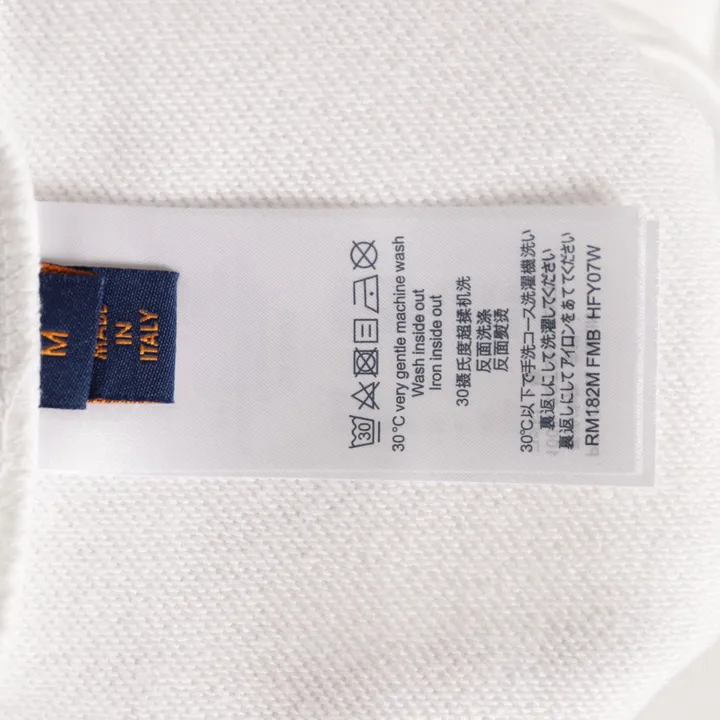 M
MADE
IN
ITALY
30
30 °C very gentle machine wash
Wash inside out
Iron inside out
30摄氏度超揉机洗
反面洗涤
反面熨烫
30℃以下で手洗コース洗濯機洗い
裏返しにして洗濯してください
裏返しにしてアイロンをあててください
RM182M FMB HFY07W